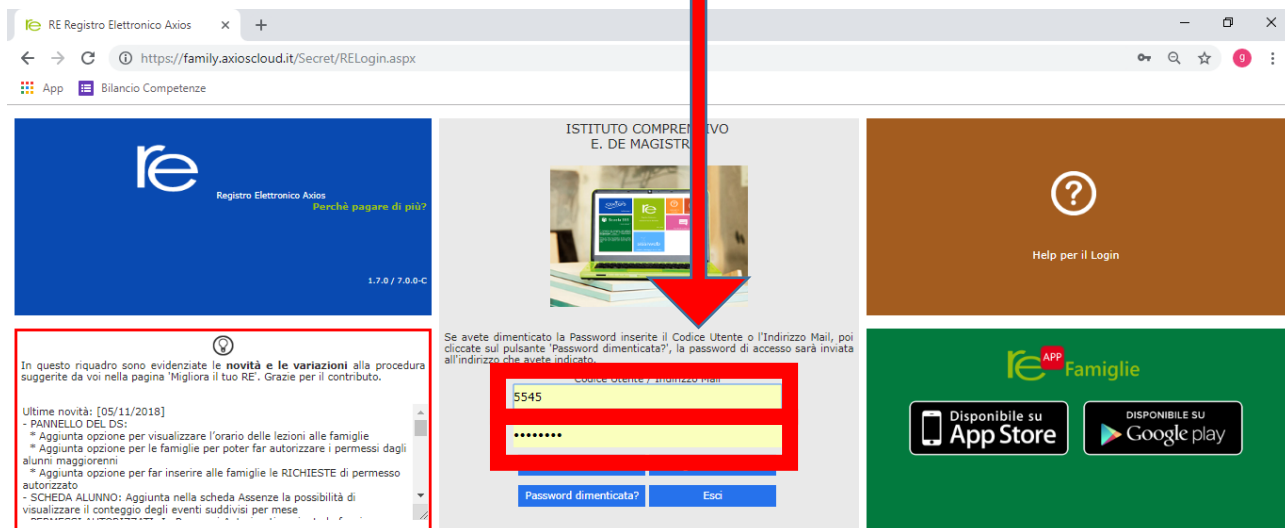 RE Registro Elettronico Axios
https://family.axioscloud.it/Secret/RELogin.aspx
g
App
Bilancio Competenze
re
Registro Elettronico Axios
Perchè pagare di più?
1.7.0 / 7.0.0-C
In questo riquadro sono evidenziate le novità e le variazioni alla procedura
suggerite da voi nella pagina 'Migliora il tuo RE'. Grazie per il contributo.
Ultime novità: [05/11/2018]
- PANNELLO DEL DS:
* Aggiunta opzione per visualizzare l'orario delle lezioni alle famiglie
* Aggiunta opzione per le famiglie per poter far autorizzare i permessi dagli
alunni maggiorenni
* Aggiunta opzione per far inserire alle famiglie le RICHIESTE di permesso
autorizzato
- SCHEDA ALUNNO: Aggiunta nella scheda Assenze la possibilità di
visualizzare il conteggio degli eventi suddivisi per mese
ISTITUTO
E. DE
Se avete dimenticato la Password inserite il Codice Utente o l'Indirizzo Mail, poi
cliccate sul pulsante 'Password dimenticata?', la password di accesso sarà inviata
all'indirizzo che avete indicato.
Codice Utente / Indirizzo Mail
5545
••••••••
Password dimenticata?
Esci
?
Help per il Login
re APP Famiglie
Disponibile su
App Store
DISPONIBILE SU
Google play